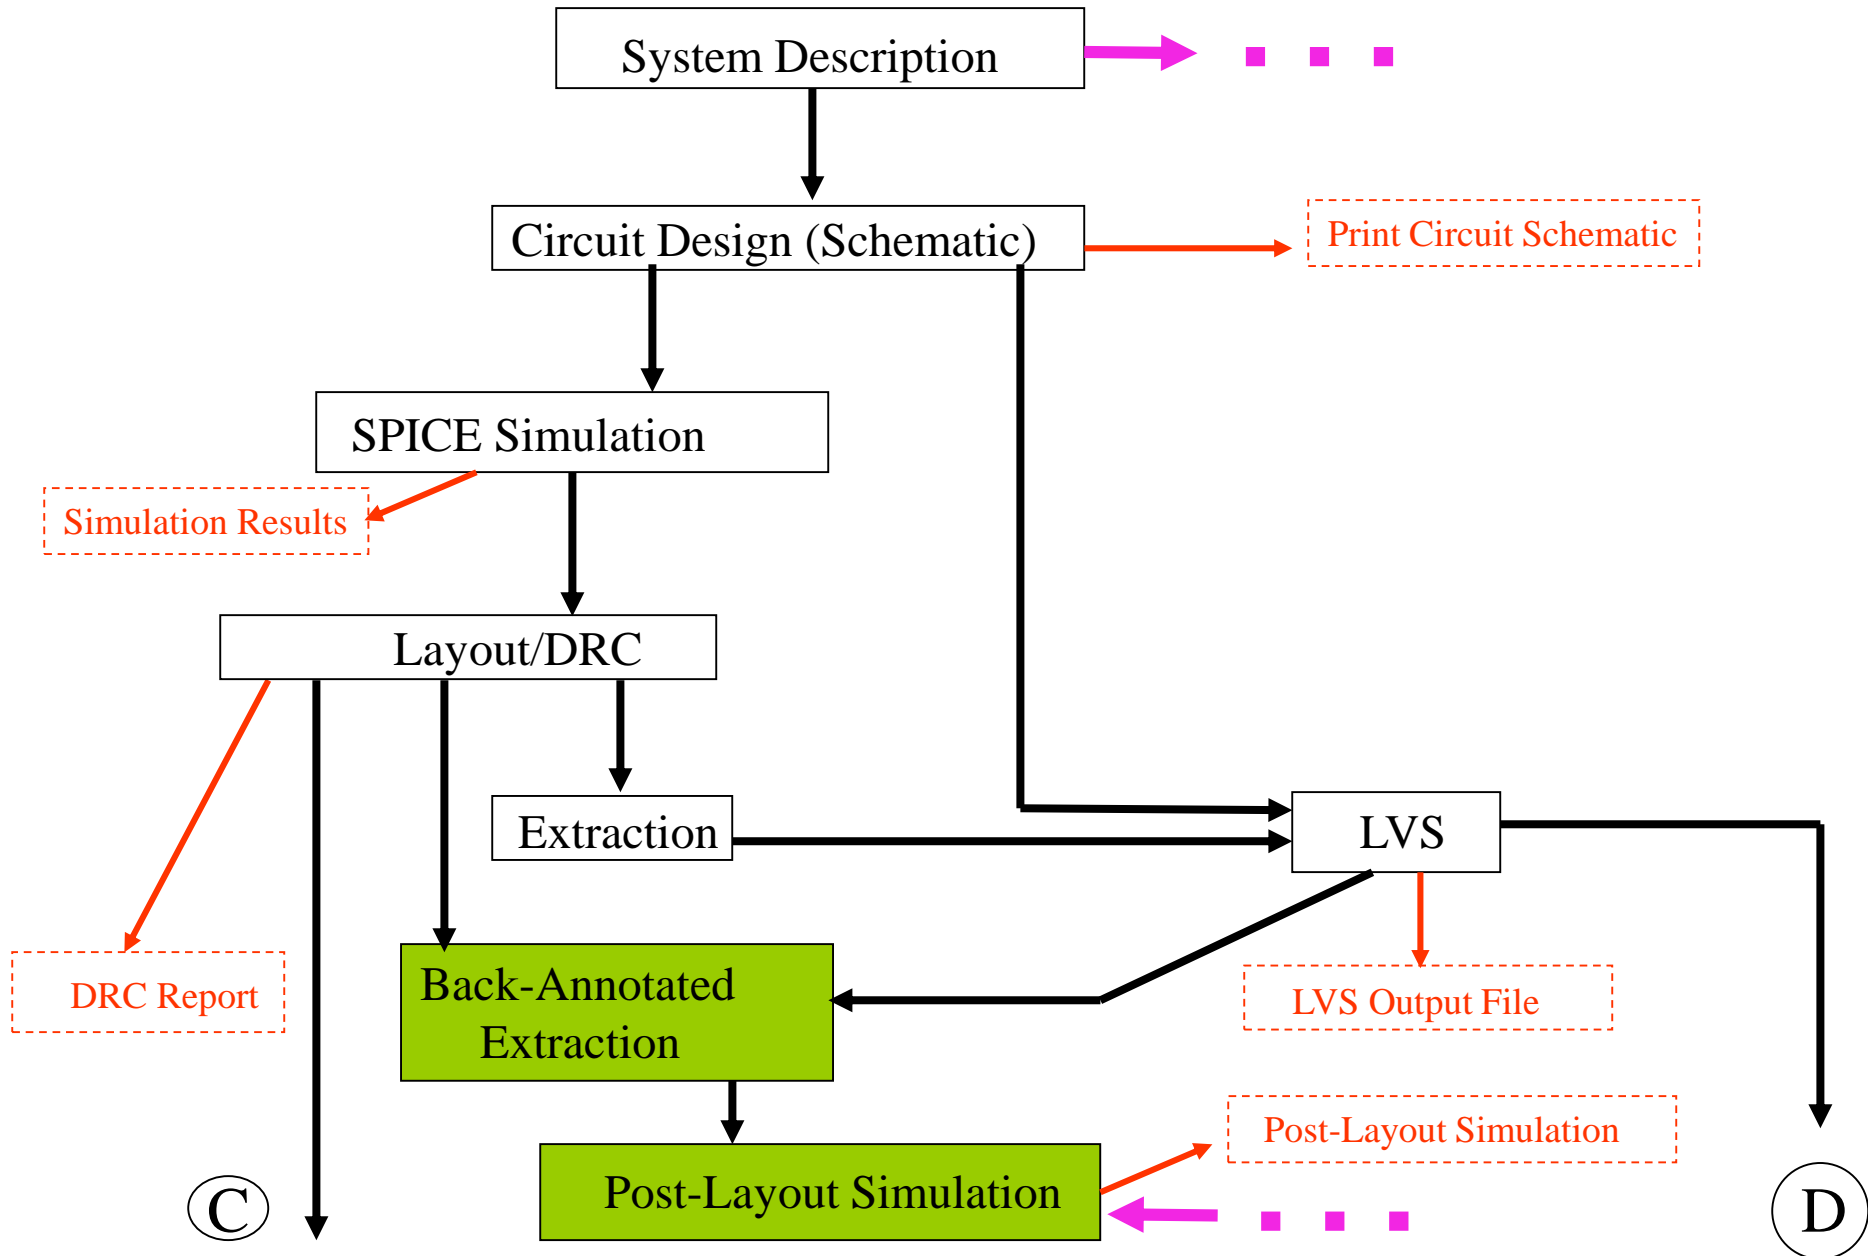 System Description
Circuit Design (Schematic)
Print Circuit Schematic
SPICE Simulation
Simulation Results
Layout/DRC
Extraction
LVS
Back-Annotated
Extraction
DRC Report
LVS Output File
Post-Layout Simulation
Post-Layout Simulation
C
D